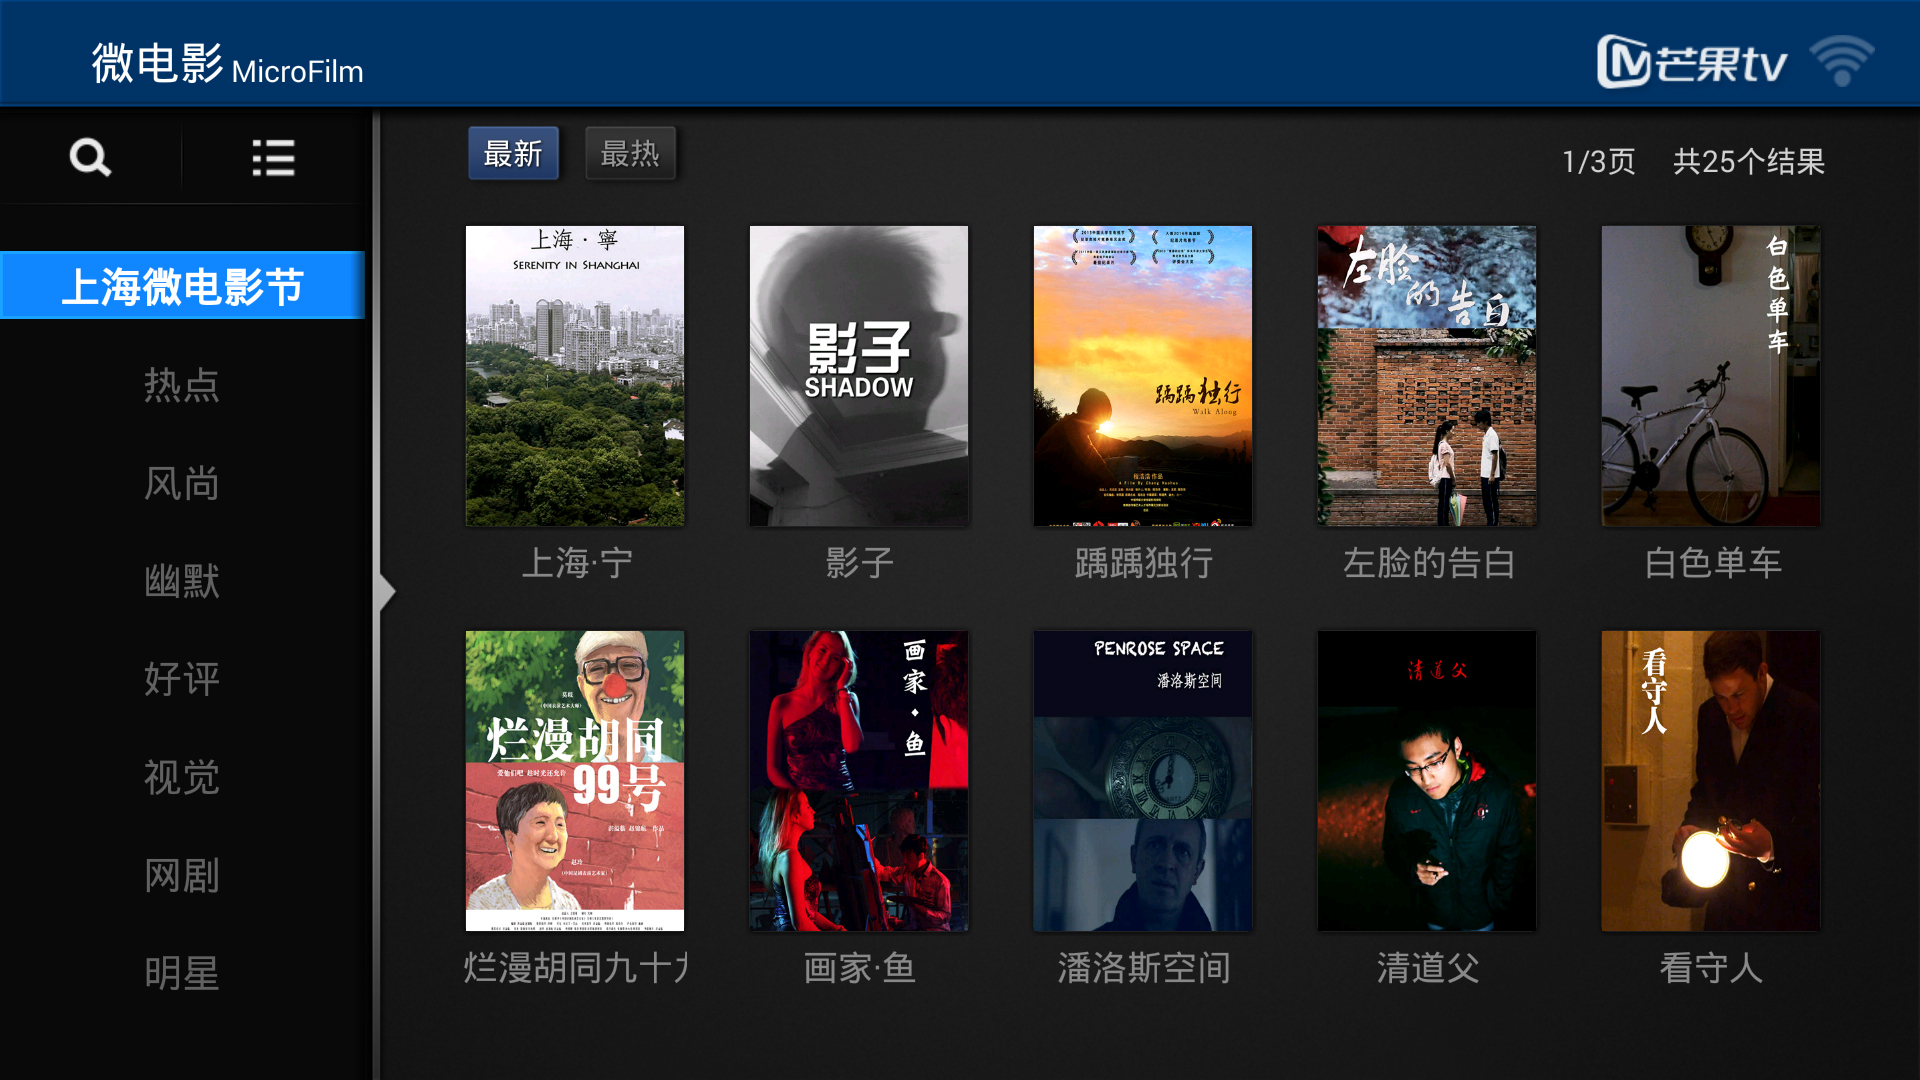 微电影 MicroFilm
芒果tv
最新
最热
1/3页
共25个结果
上海微电影节
热点
风尚
幽默
好评
视觉
网剧
明星
上海·寧
SERENITY IN SHANGHAI
影子
SHADOW
踽踽独行
Walk Along
左脸的告白
白色单车
上海·宁
影子
踽踽独行
左脸的告白
白色单车
烂漫胡同
99号
画家·鱼
PENROSE SPACE
潘洛斯空间
清道父
看守人
烂漫胡同九十
画家·鱼
潘洛斯空间
清道父
看守人